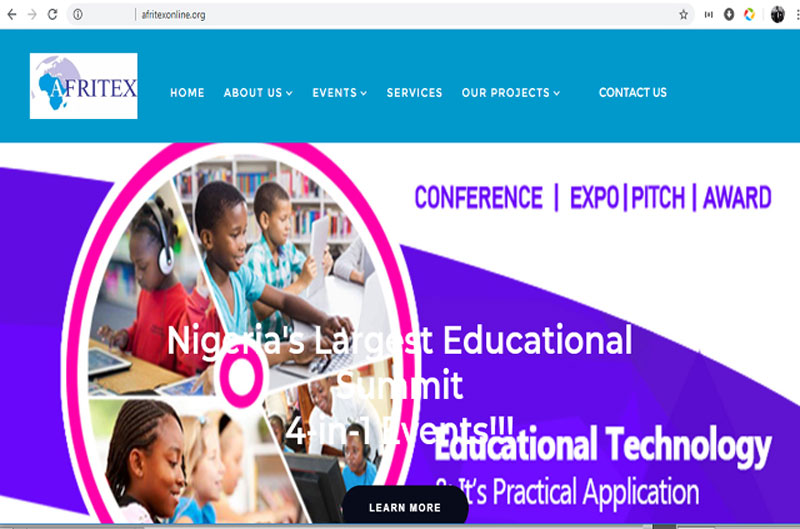 afritexonline.org
AFRITEX
HOME ABOUT US EVENTS SERVICES OUR PROJECTS CONTACT US
CONFERENCE | EXPO|PITCH | AWARD
Nigeria's Largest Educational
Summit
4-in-1 Events!!!
Educational Technology
& It's Practical Application
LEARN MORE